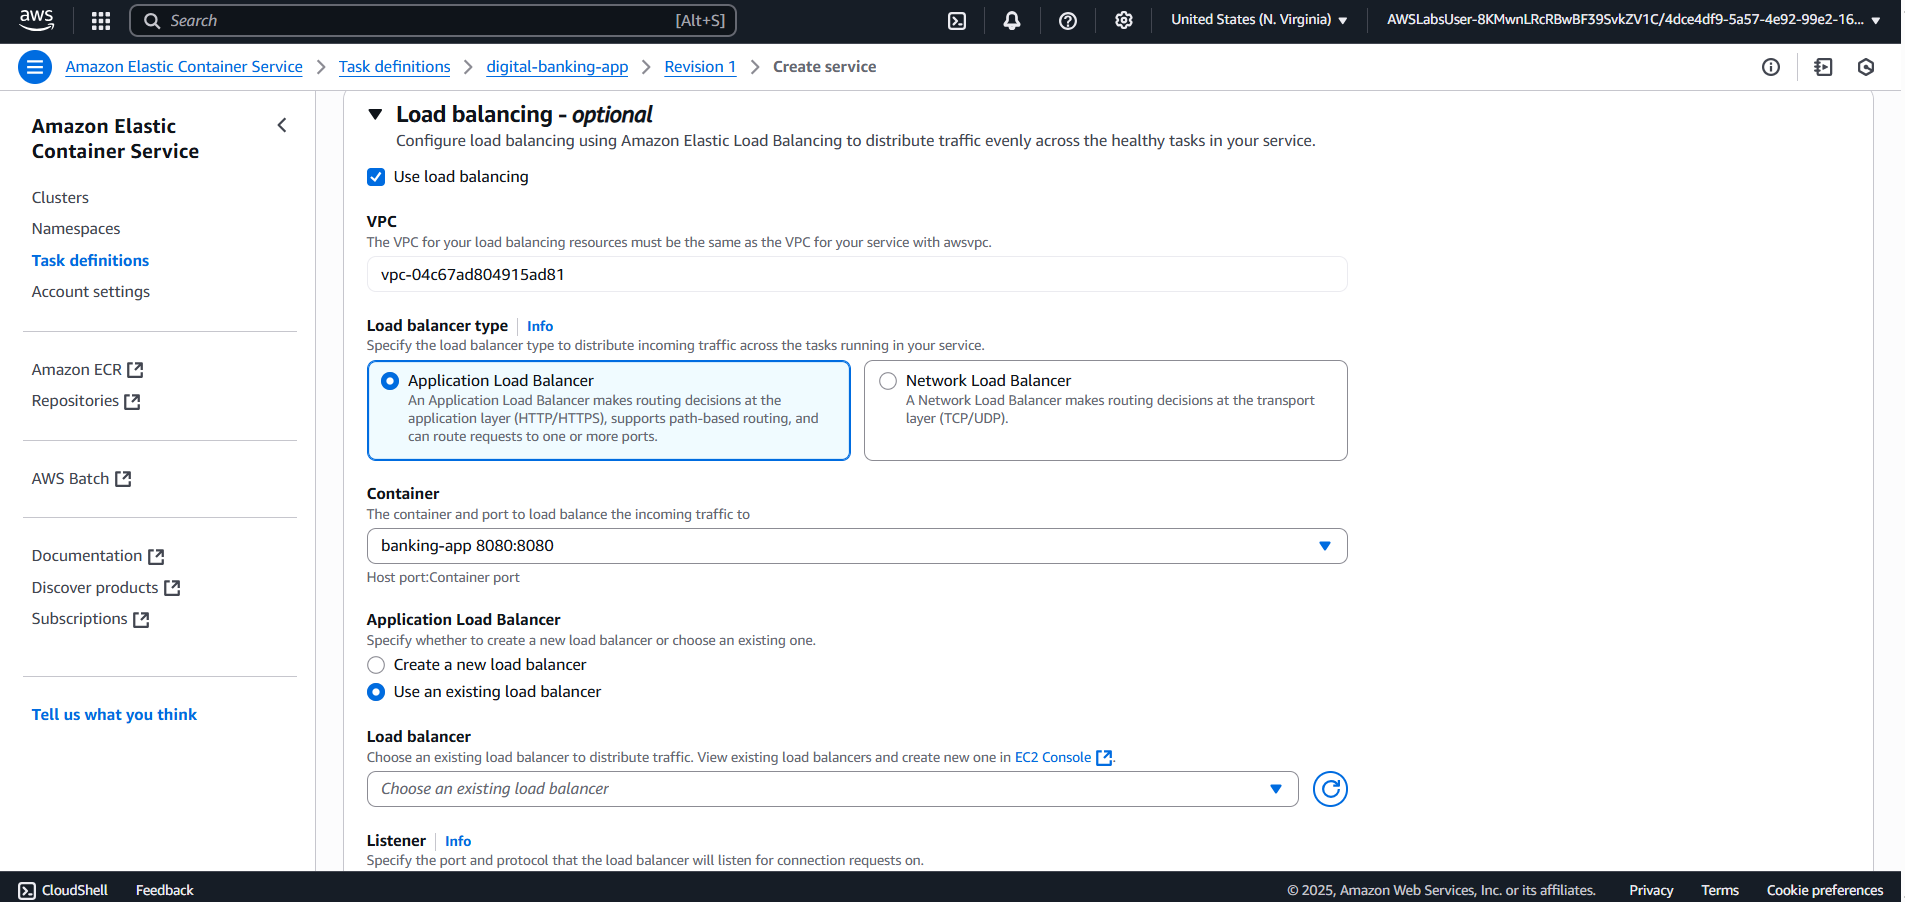 aws
Search [Alt+S]
United States (N. Virginia)
AWSLabsUser-8KMwnLRcRBwBF39SvkZV1C/4dce4df9-5a57-4e92-99e2-16...
Amazon Elastic Container Service > Task definitions > digital-banking-app > Revision 1 > Create service
Amazon Elastic
Container Service
Clusters
Namespaces
Task definitions
Account settings
Amazon ECR
Repositories
AWS Batch
Documentation
Discover products
Subscriptions
Tell us what you think
Load balancing - optional
Configure load balancing using Amazon Elastic Load Balancing to distribute traffic evenly across the healthy tasks in your service.
Use load balancing
VPC
The VPC for your load balancing resources must be the same as the VPC for your service with awsvpc.
vpc-04c67ad804915ad81
Load balancer type Info
Specify the load balancer type to distribute incoming traffic across the tasks running in your service.
Application Load Balancer
An Application Load Balancer makes routing decisions at the
application layer (HTTP/HTTPS), supports path-based routing, and
can route requests to one or more ports.
Network Load Balancer
A Network Load Balancer makes routing decisions at the transport
layer (TCP/UDP).
Container
The container and port to load balance the incoming traffic to
banking-app 8080:8080
Host port:Container port
Application Load Balancer
Specify whether to create a new load balancer or choose an existing one.
Create a new load balancer
Use an existing load balancer
Load balancer
Choose an existing load balancer to distribute traffic. View existing load balancers and create new one in EC2 Console.
Choose an existing load balancer
Listener Info
Specify the port and protocol that the load balancer will listen for connection requests on.
CloudShell Feedback
© 2025, Amazon Web Services, Inc. or its affiliates. Privacy Terms Cookie preferences